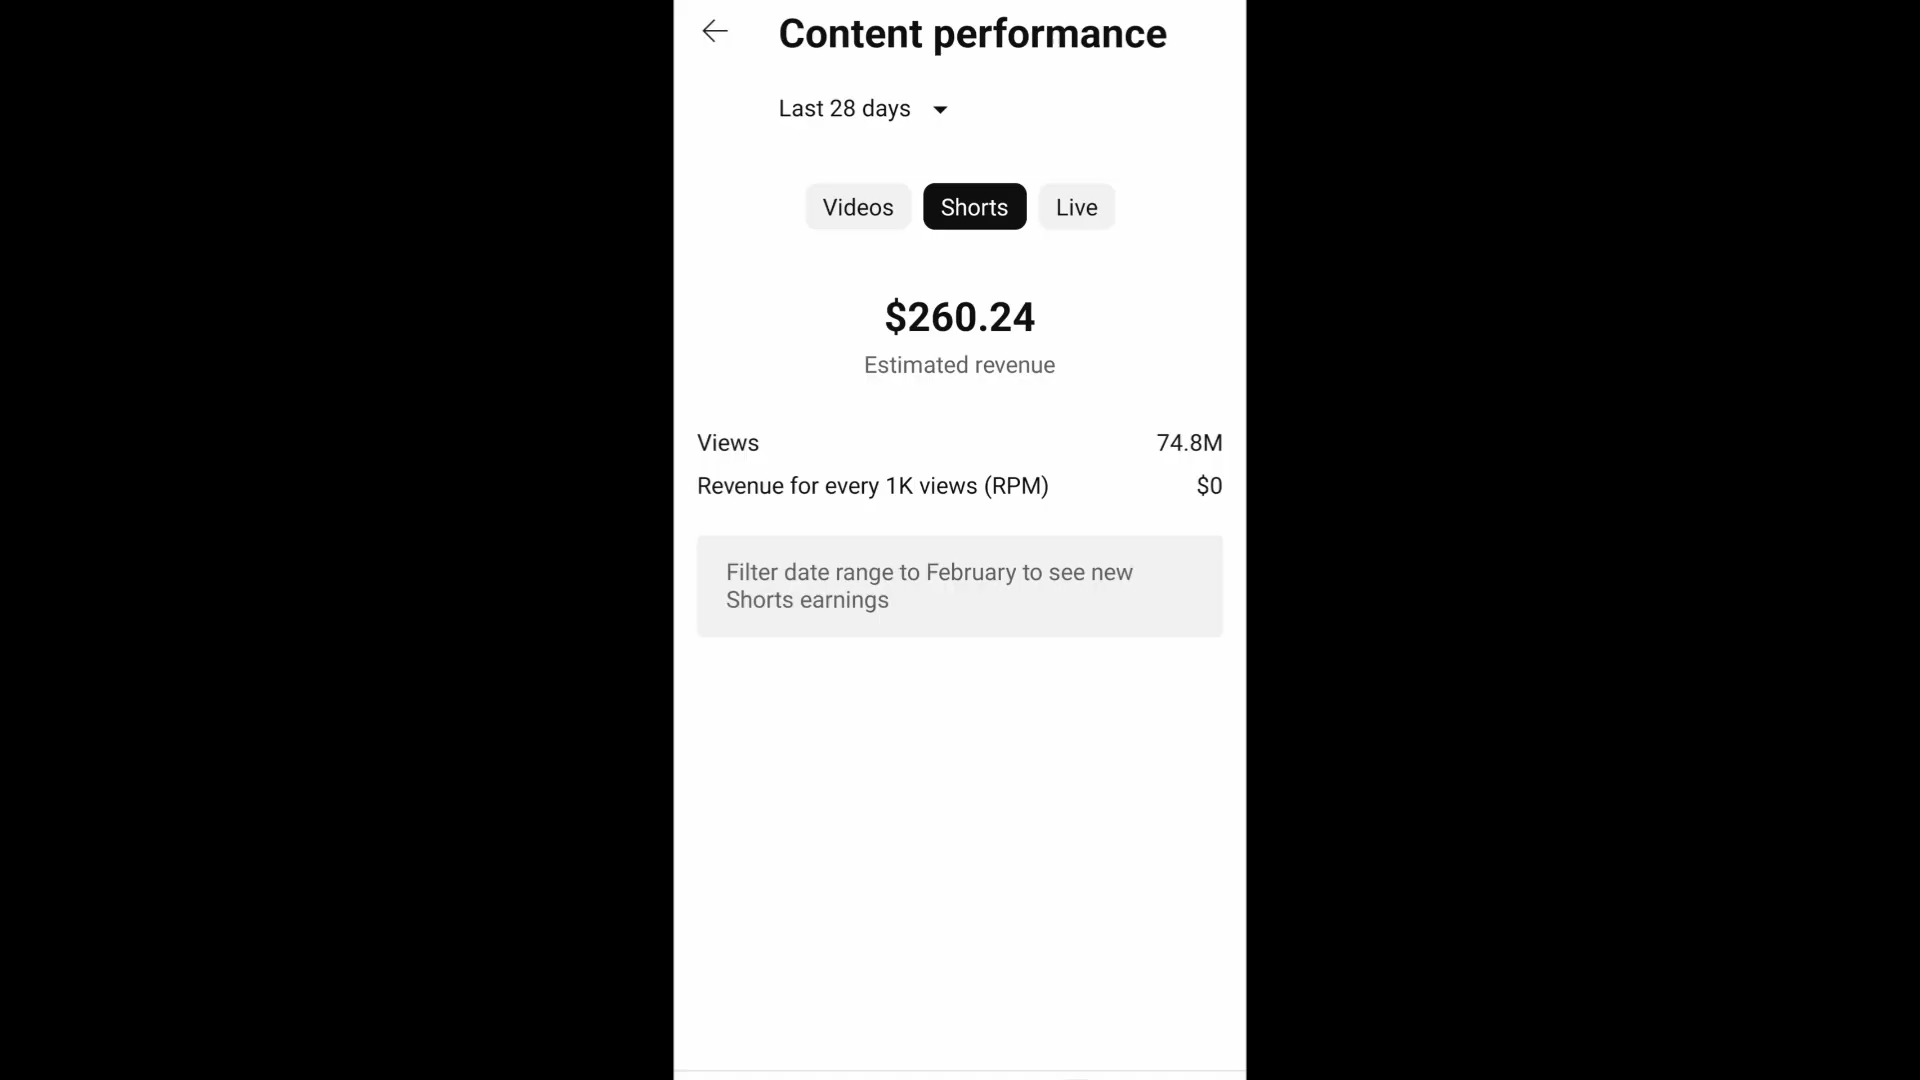 Content performance
Last 28 days
Videos Shorts Live
$260.24
Estimated revenue
Views 74.8M
Revenue for every 1K views (RPM) $0
Filter date range to February to see new
Shorts earnings